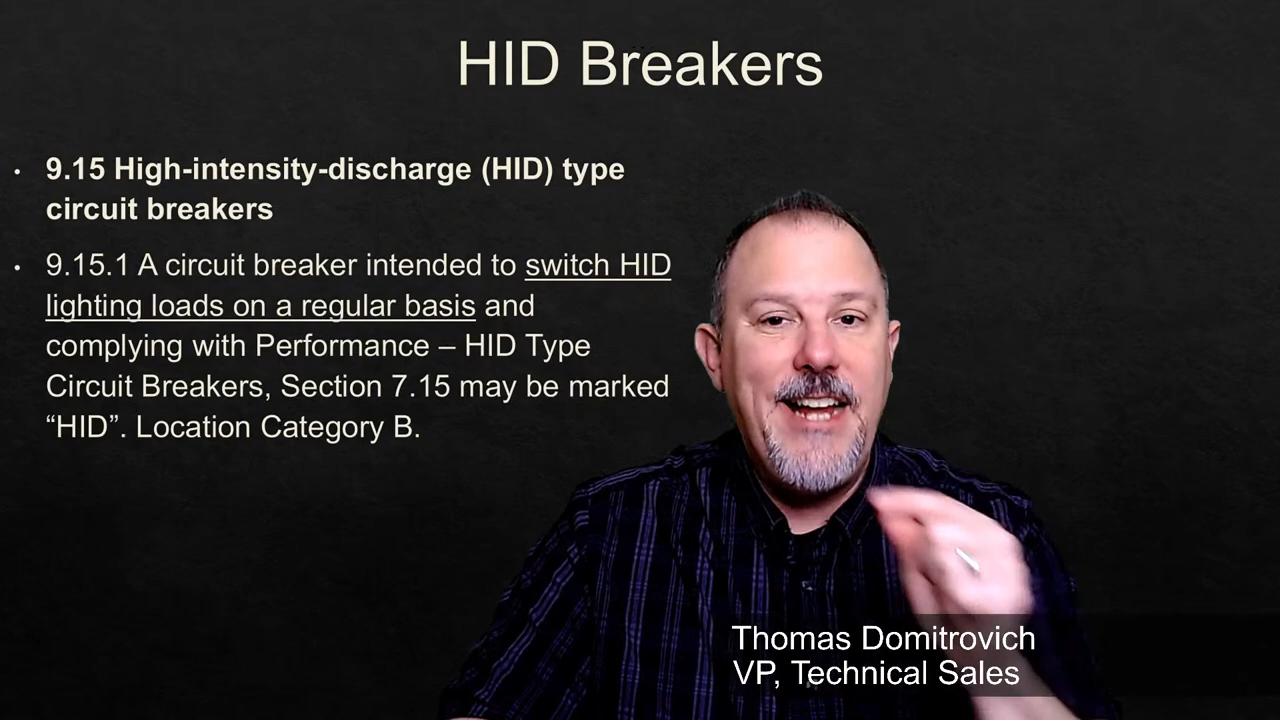 HID Breakers
• 9.15 High-intensity-discharge (HID) type
circuit breakers
• 9.15.1 A circuit breaker intended to switch HID
lighting loads on a regular basis and
complying with Performance – HID Type
Circuit Breakers, Section 7.15 may be marked
“HID”. Location Category B.
Thomas Domitrovich
VP, Technical Sales